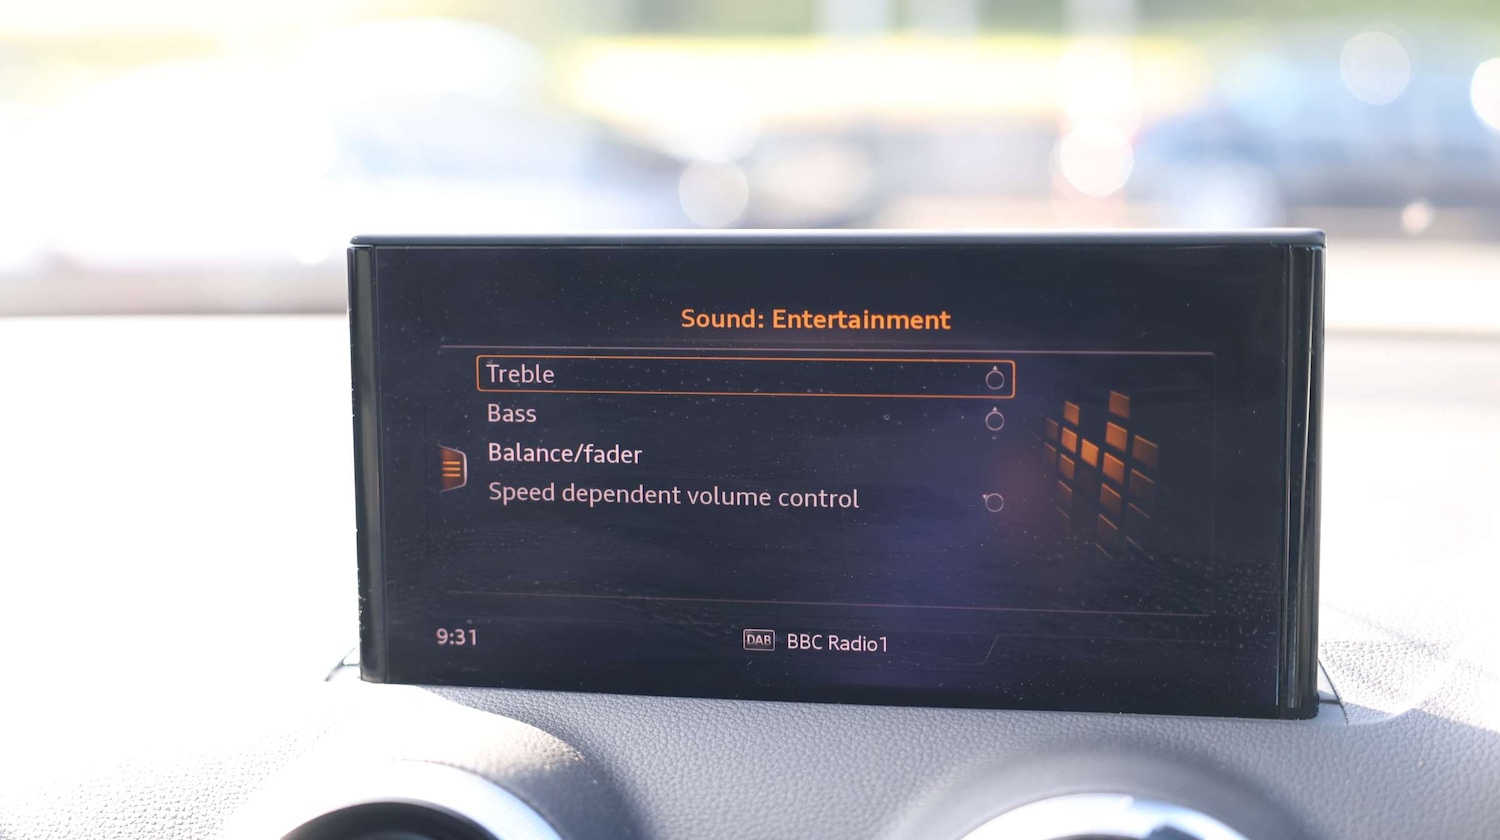 Sound: Entertainment
Treble
Bass
Balance/fader
Speed dependent volume control
9:31
DAB BBC Radio1